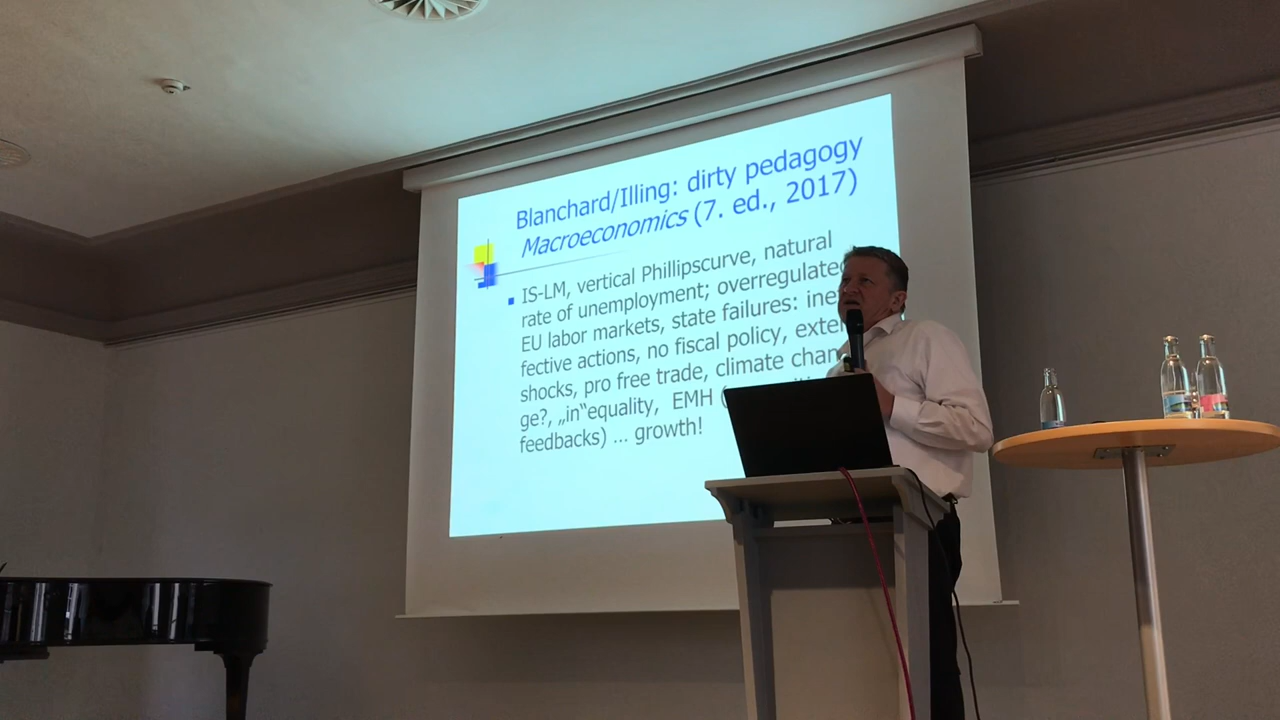 Blanchard/Illing: dirty pedagogy
Macroeconomics (7. ed., 2017)
IS-LM, vertical Phillipscurve, natural
rate of unemployment; overregulated
EU labor markets, state failures: inef
fective actions, no fiscal policy, exter
shocks, pro free trade, climate chan
ge?, „in“equality, EMH (
feedbacks) ... growth!